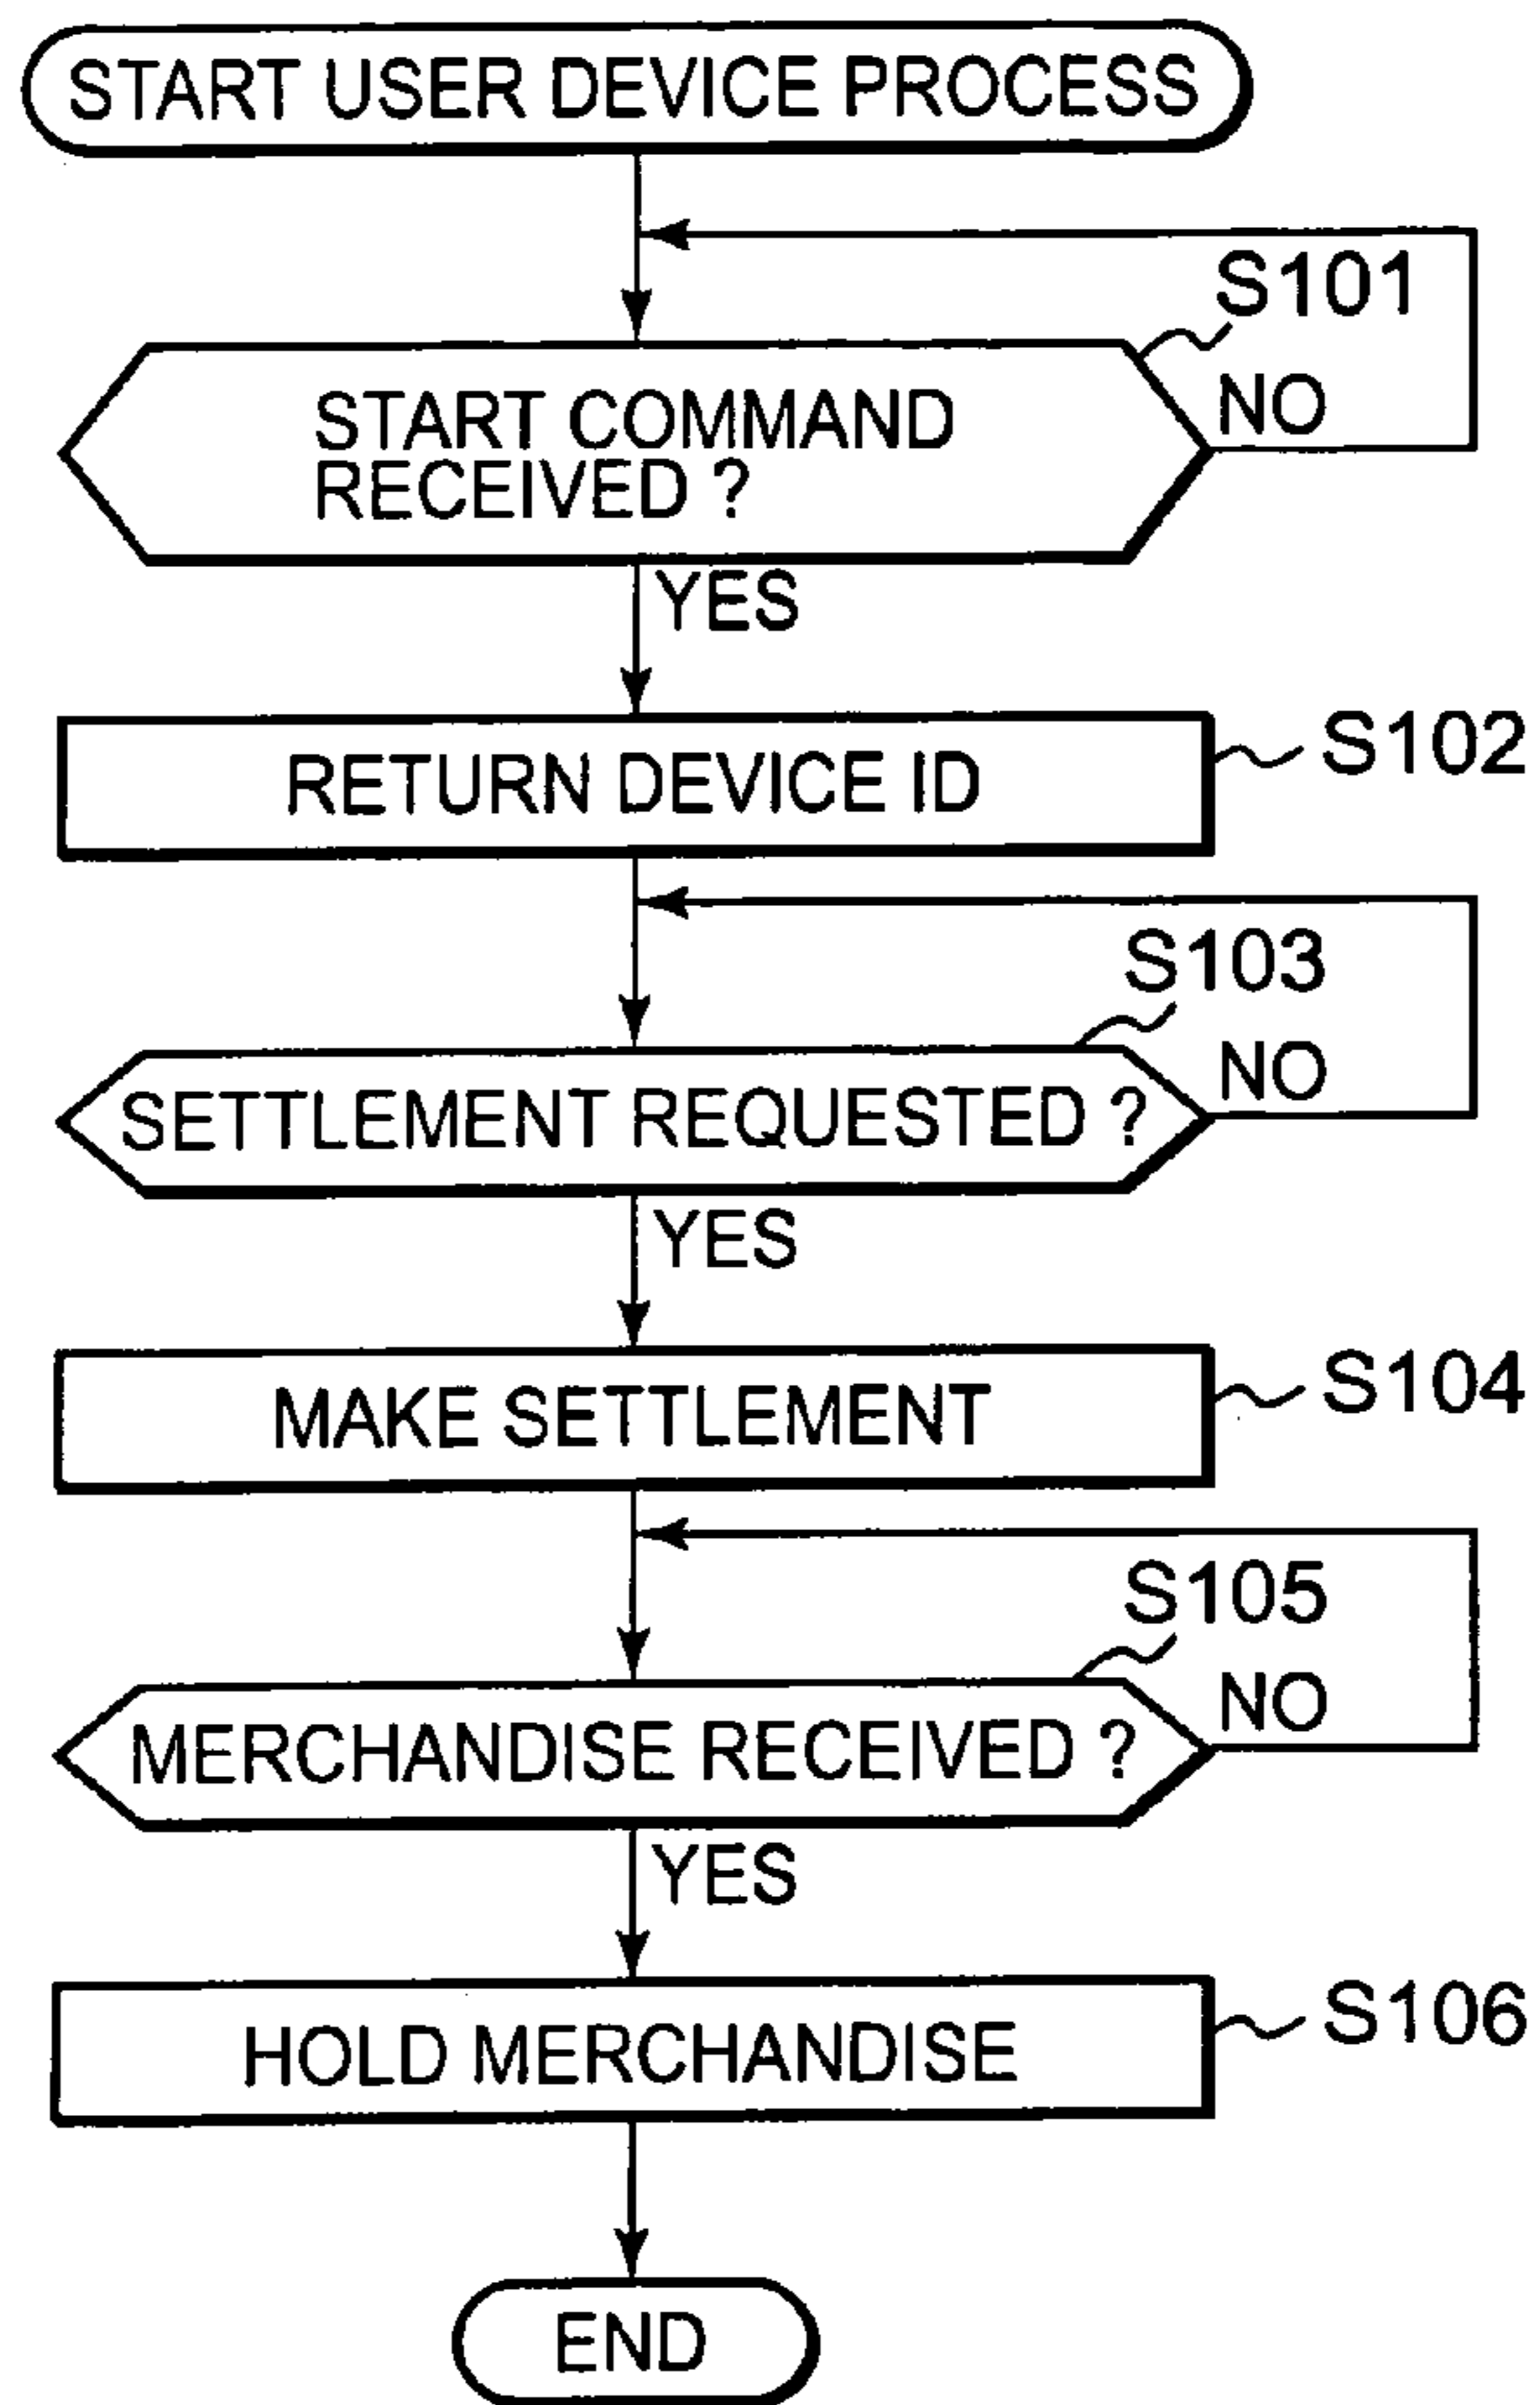 START USER DEVICE PROCESS
S101
START COMMAND
RECEIVED ?
NO
YES
RETURN DEVICE ID
S102
S103
SETTLEMENT REQUESTED ?
NO
YES
MAKE SETTLEMENT
S104
S105
MERCHANDISE RECEIVED ?
NO
YES
HOLD MERCHANDISE
S106
END